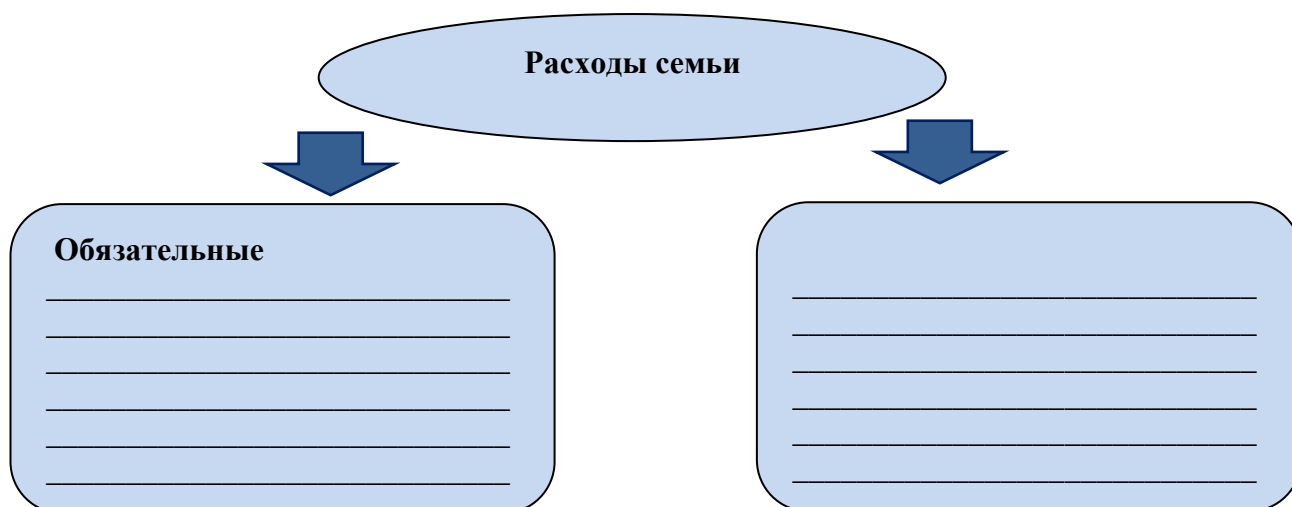 Расходы семьи
Обязательные